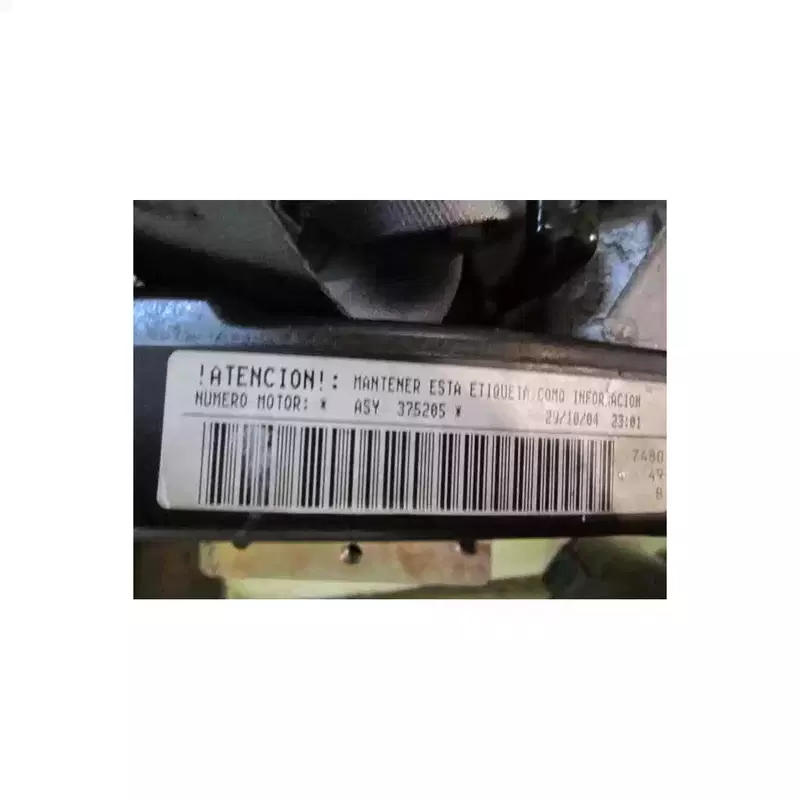 !ATENCION!: MANTENER ESTA ETIQUETA COMO INFORMACION
NUMERO MOTOR: * ASY 375205 * 29/10/04 23:01
7480
49
8